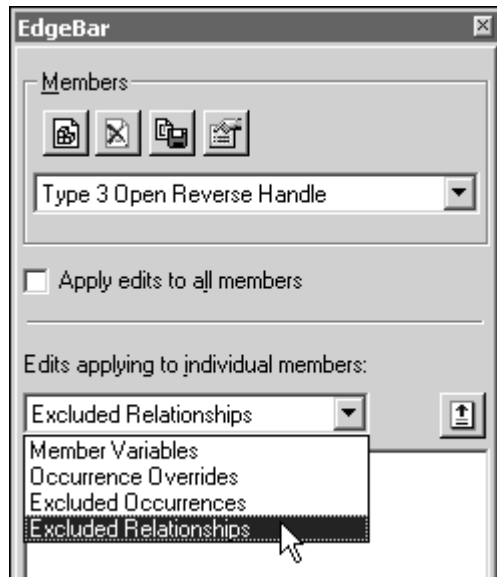 EdgeBar
Members
Type 3 Open Reverse Handle
Apply edits to all members
Edits applying to individual members:
Excluded Relationships
Member Variables
Occurrence Overrides
Excluded Occurrences
Excluded Relationships